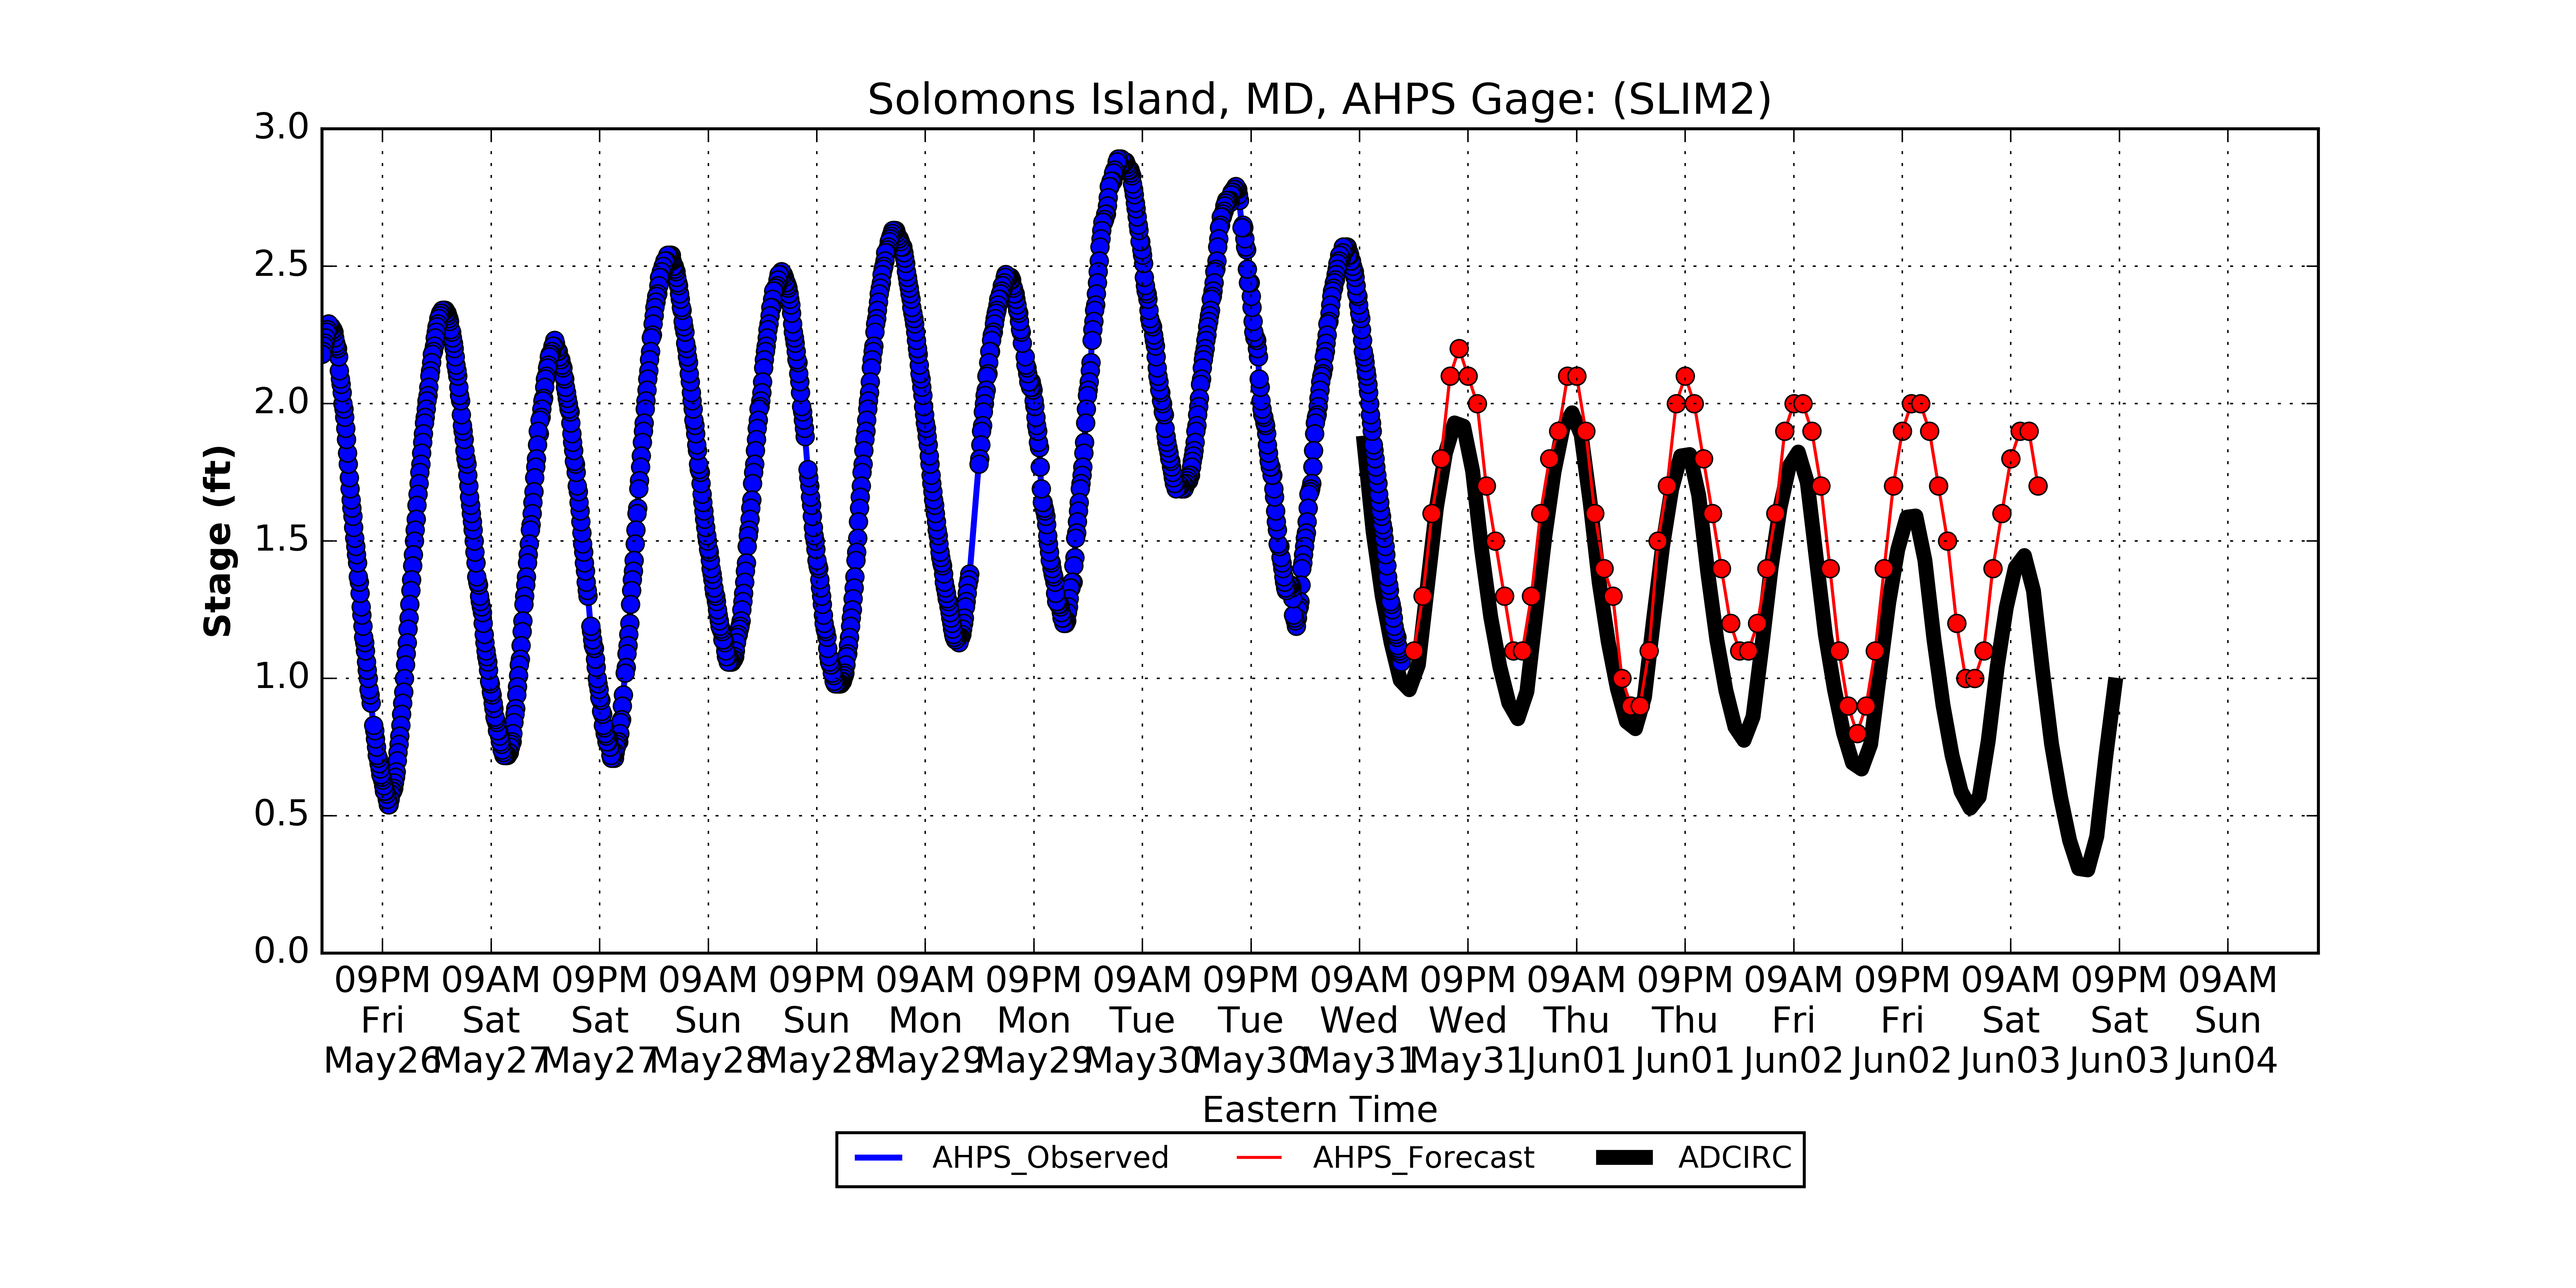 Solomons Island, MD, AHPS Gage: (SLIM2)
3.0
2.5
2.0
1.5
1.0
0.5
0.0
Stage (ft)
09PM 09AM 09PM 09AM 09PM 09AM 09PM 09AM 09PM 09AM 09PM 09AM 09PM 09AM 09PM 09AM 09PM 09AM
Fri Sat Sat Sun Sun Mon Mon Tue Tue Wed Wed Thu Thu Fri Fri Sat Sat Sun
May26 May27 May27 May28 May28 May29 May29 May30 May30 May31 May31 Jun01 Jun01 Jun02 Jun02 Jun03 Jun03 Jun04
Eastern Time
AHPS_Observed AHPS_Forecast ADCIRC